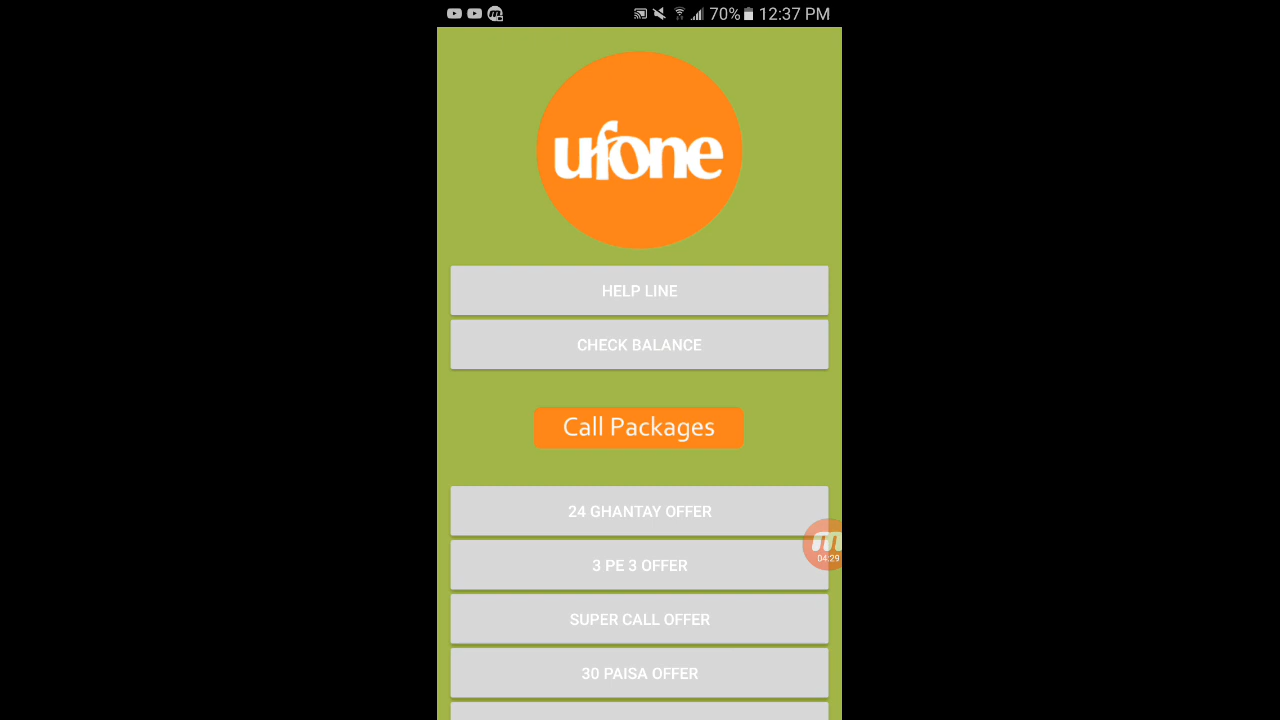 70% 12:37 PM
ufone
HELP LINE
CHECK BALANCE
Call Packages
24 GHANTAY OFFER
3 PE 3 OFFER
04:29
SUPER CALL OFFER
30 PAISA OFFER